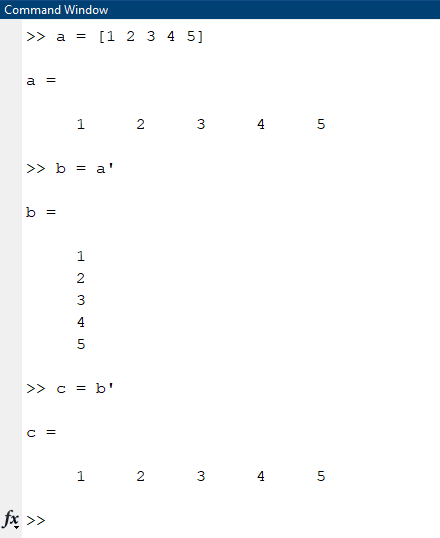 Command Window
>> a = [1 2 3 4 5]
a =
1 2 3 4 5
>> b = a'
b =
1
2
3
4
5
>> c = b'
c =
1 2 3 4 5
fx >>